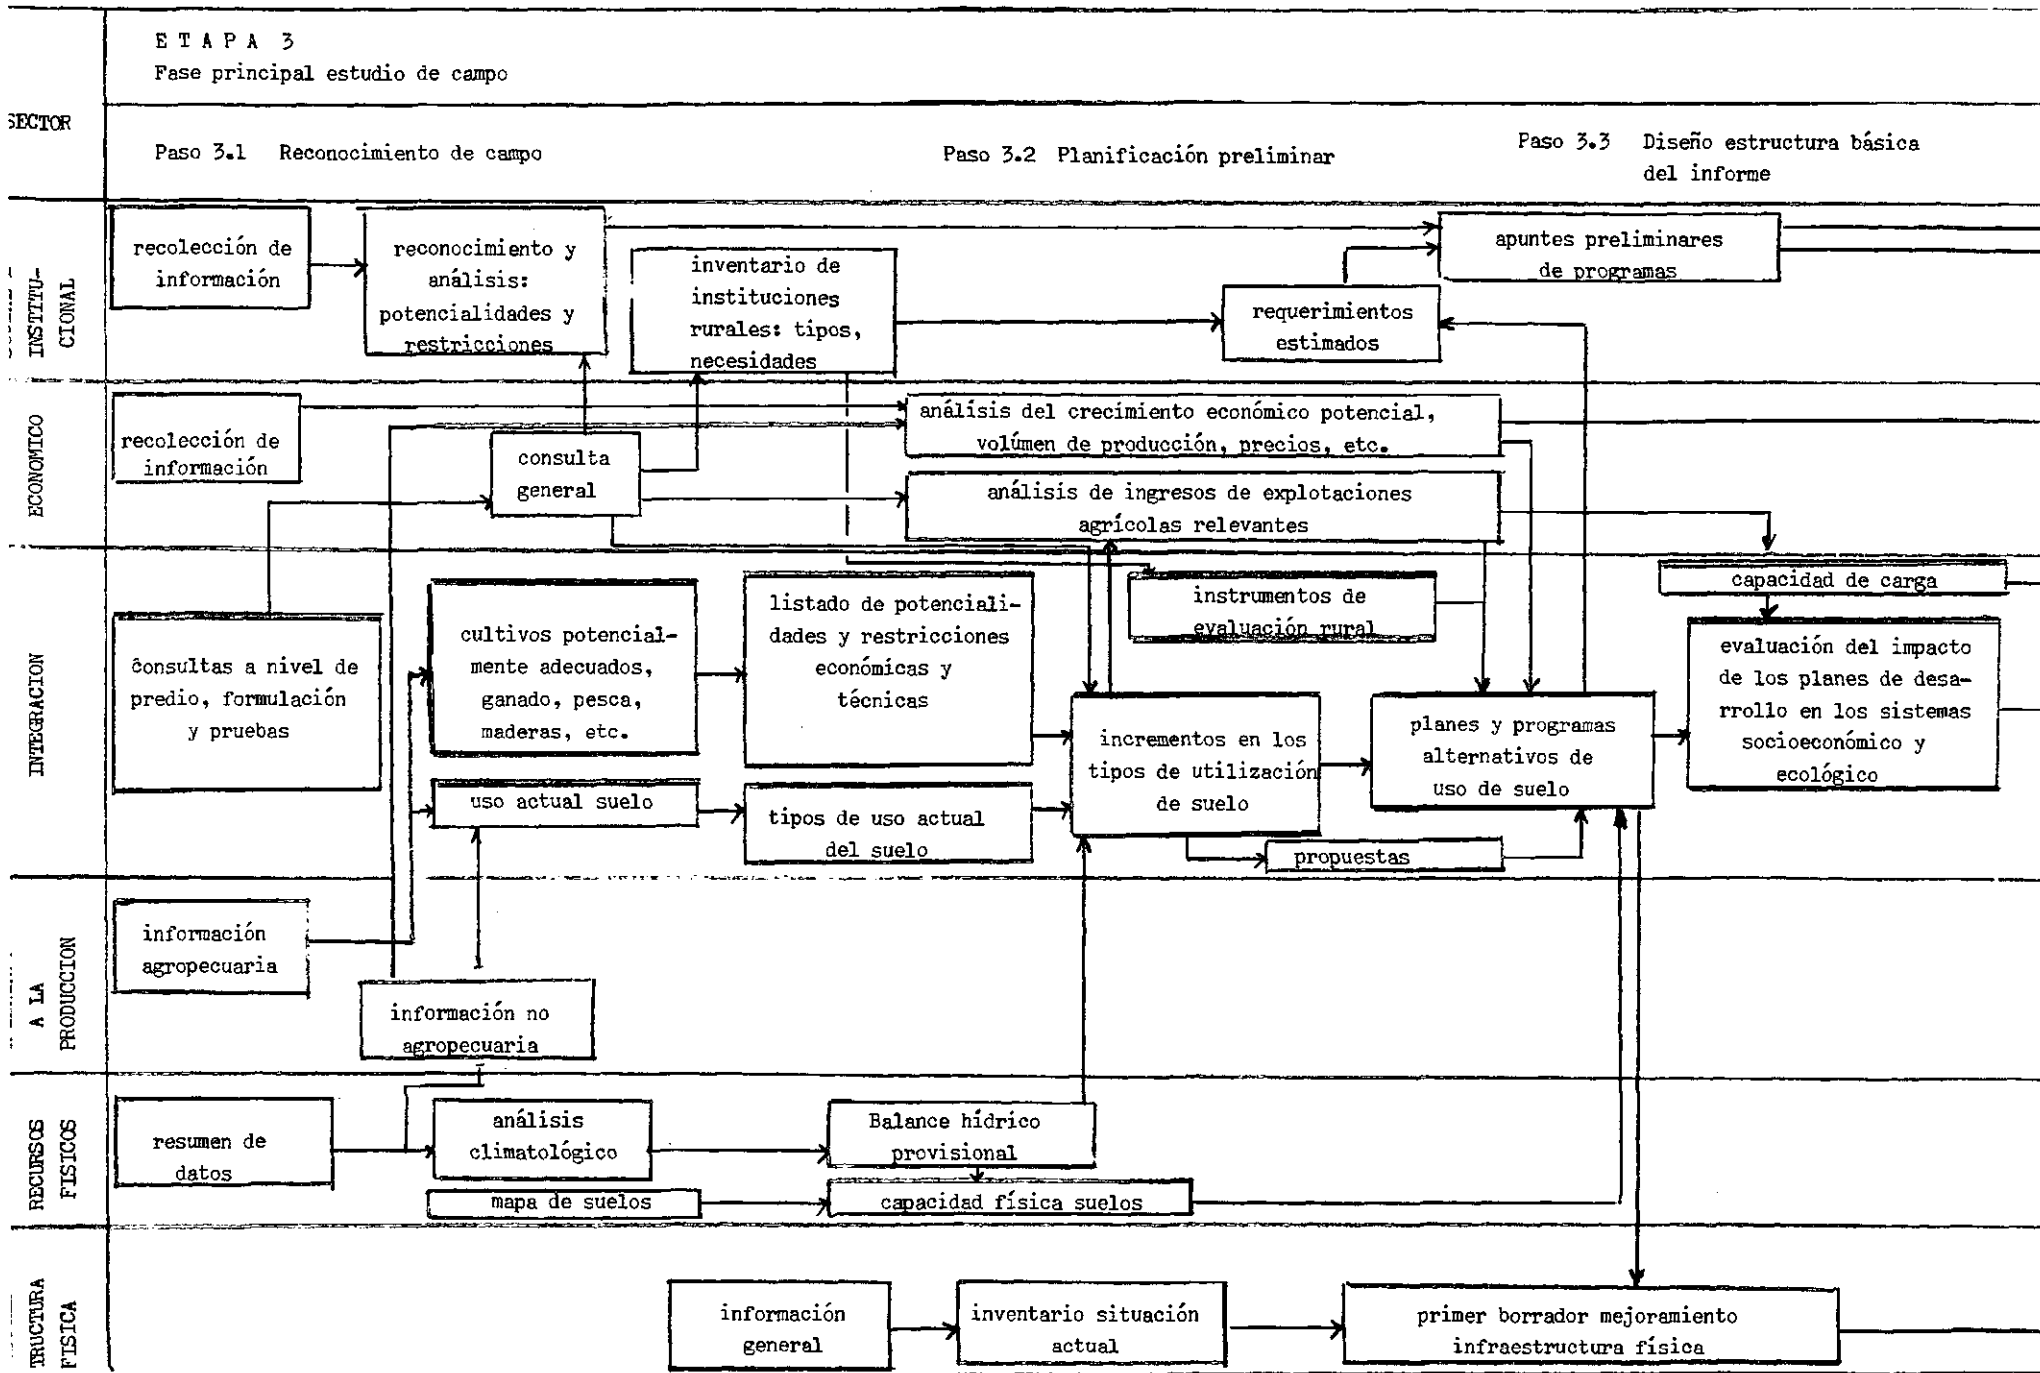 E T A P A 3
Fase principal estudio de campo
SECTOR
Paso 3.1 Reconocimiento de campo
Paso 3.2 Planificación preliminar
Paso 3.3 Diseño estructura básica
del informe
INSTITU-
CIONAL
recolección de
información
reconocimiento y
análisis:
potencialidades y
restricciones
inventario de
instituciones
rurales: tipos,
necesidades
requerimientos
estimados
apuntes preliminares
de programas
ECONOMICO
recolección de
información
consulta
general
análisis del crecimiento económico potencial,
volúmen de producción, precios, etc.
análisis de ingresos de explotaciones
agrícolas relevantes
INTEGRACION
consultas a nivel de
predio, formulación
y pruebas
cultivos potencial-
mente adecuados,
ganado, pesca,
maderas, etc.
uso actual suelo
listado de potenciali-
dades y restricciones
económicas y
técnicas
tipos de uso actual
del suelo
instrumentos de
evaluación rural
incrementos en los
tipos de utilización
de suelo
propuestas
planes y programas
alternativos de
uso de suelo
capacidad de carga
evaluación del impacto
de los planes de desa-
rrollo en los sistemas
socioeconómico y
ecológico
A LA
PRODUCCION
información
agropecuaria
información no
agropecuaria
RECURSOS
FISICOS
resumen de
datos
análisis
climatológico
mapa de suelos
Balance hídrico
provisional
capacidad física suelos
TRUCTURA
FISICA
información
general
inventario situación
actual
primer borrador mejoramiento
infraestructura física